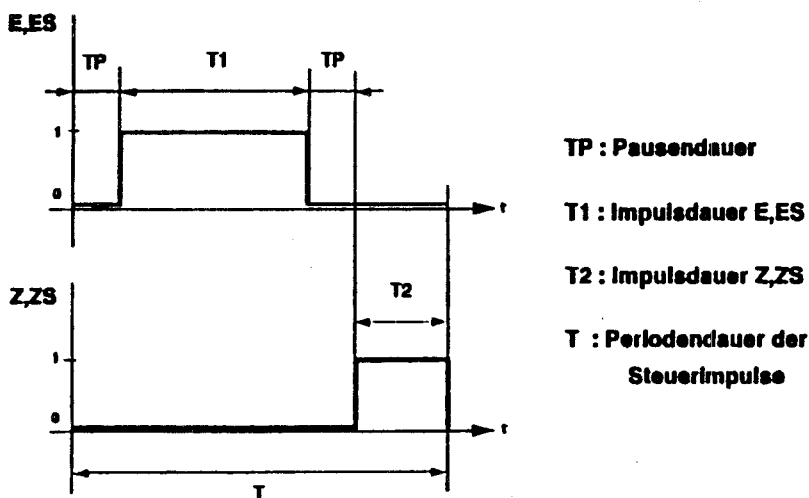 E,ES
TP T1 TP
1
0
t
Z,ZS
T2
1
0
t
T
TP : Pausendauer
T1 : Impulsdauer E,ES
T2 : Impulsdauer Z,ZS
T : Periodendauer der
Steuerimpulse